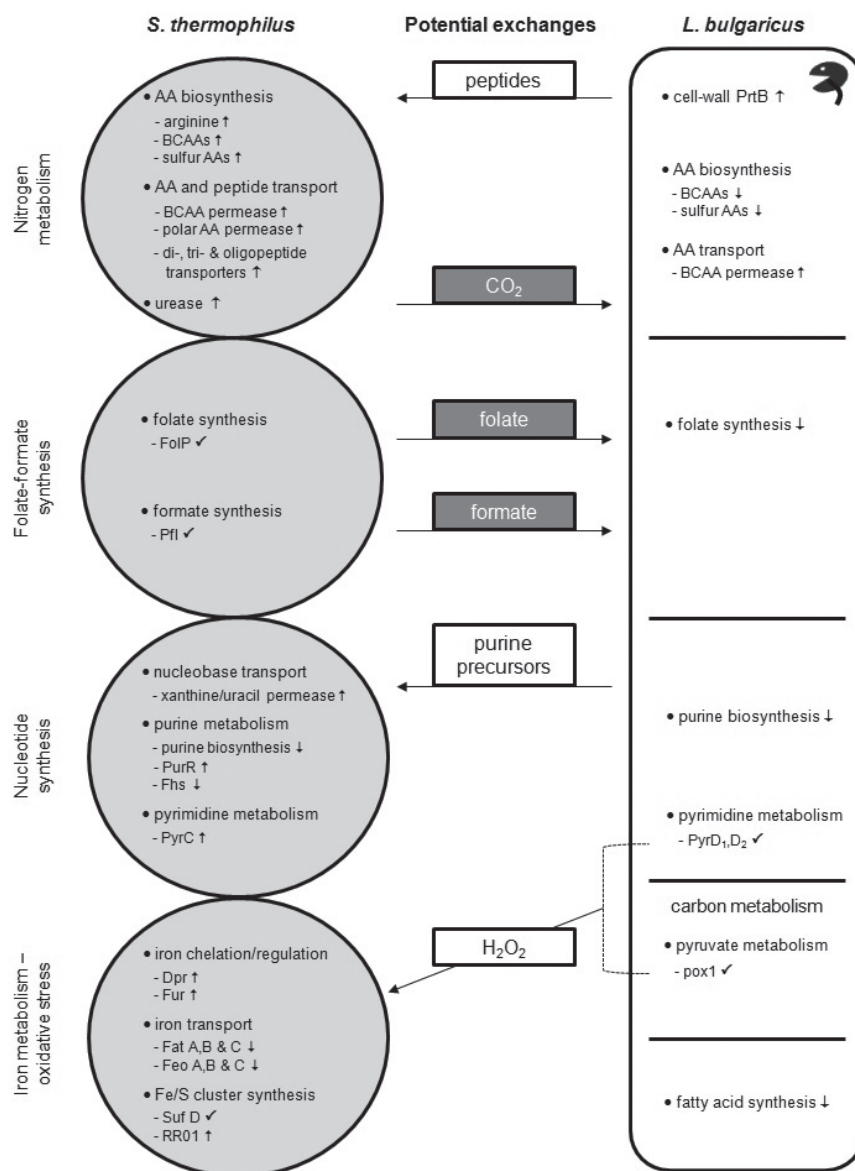 S. thermophilus
Potential exchanges
L. bulgaricus
Nitrogen
metabolism
• AA biosynthesis
- arginine ↑
- BCAAs ↑
- sulfur AAs ↑
• AA and peptide transport
- BCAA permease ↑
- polar AA permease ↑
- di-, tri- & oligopeptide
transporters ↑
• urease ↑
peptides
CO₂
• cell-wall PrtB ↑
• AA biosynthesis
- BCAAs ↓
- sulfur AAs ↓
• AA transport
- BCAA permease ↑
Folate-formate
synthesis
• folate synthesis
- FolP ✓
• formate synthesis
- Pfl ✓
folate
formate
• folate synthesis ↓
Nucleotide
synthesis
• nucleobase transport
- xanthine/uracil permease ↑
• purine metabolism
- purine biosynthesis ↓
- PurR ↑
- Fhs ↓
• pyrimidine metabolism
- PyrC ↑
purine
precursors
• purine biosynthesis ↓
• pyrimidine metabolism
- PyrD₁,D₂ ✓
Iron metabolism –
oxidative stress
• iron chelation/regulation
- Dpr ↑
- Fur ↑
• iron transport
- Fat A,B & C ↓
- Feo A,B & C ↓
• Fe/S cluster synthesis
- Suf D ✓
- RR01 ↑
H₂O₂
carbon metabolism
• pyruvate metabolism
- pox1 ✓
• fatty acid synthesis ↓